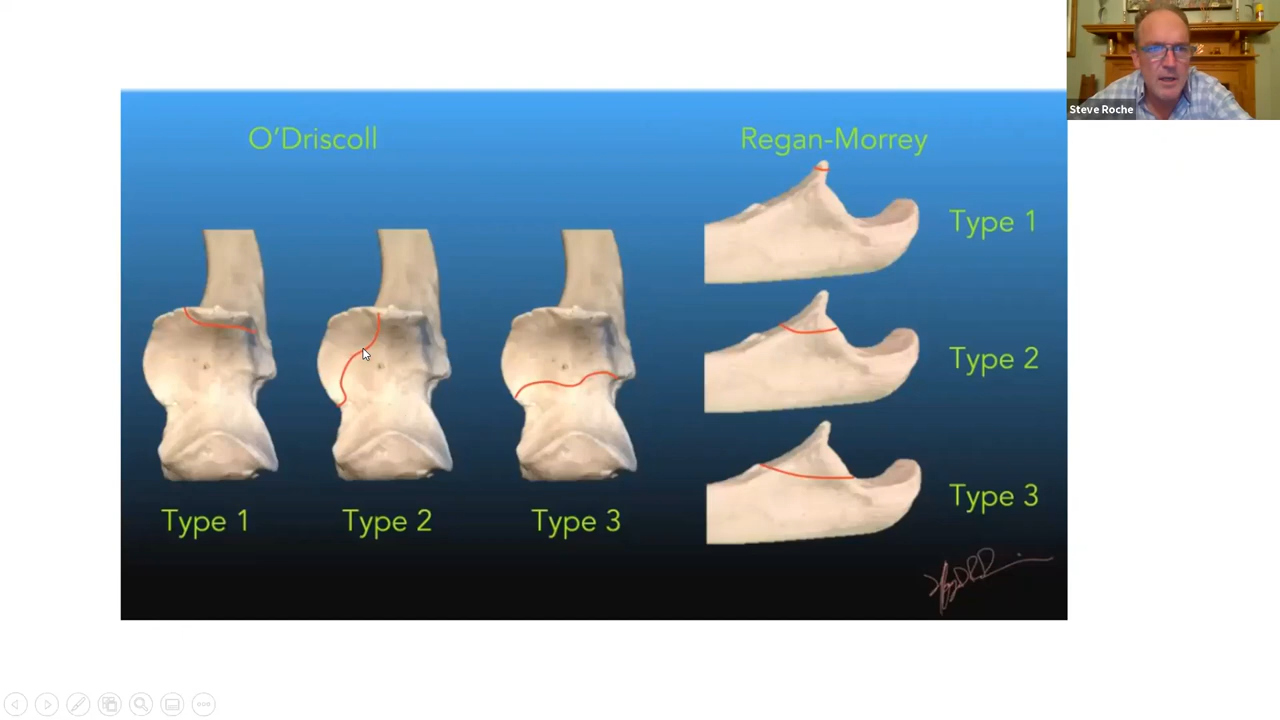 O'Driscoll
Type 1
Type 2
Type 3
Regan-Morrey
Type 1
Type 2
Type 3
Steve Roche